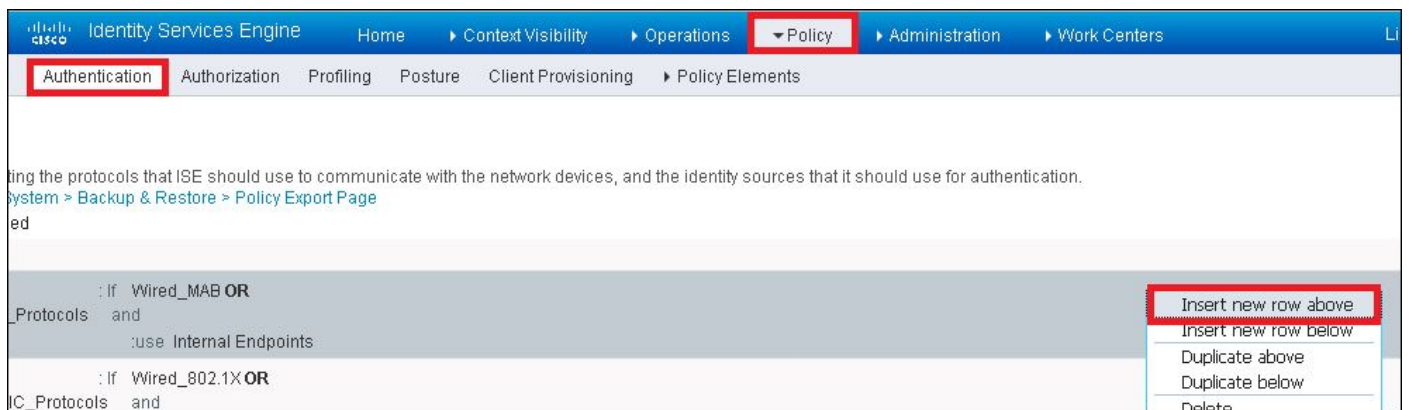 cisco Identity Services Engine Home Context Visibility Operations Policy Administration Work Centers Li
Authentication Authorization Profiling Posture Client Provisioning Policy Elements
ting the protocols that ISE should use to communicate with the network devices, and the identity sources that it should use for authentication.
System > Backup & Restore > Policy Export Page
ed
: If Wired_MAB OR
_Protocols and
:use Internal Endpoints
: If Wired_802.1X OR
IC_Protocols and
Insert new row above
Insert new row below
Duplicate above
Duplicate below
Delete